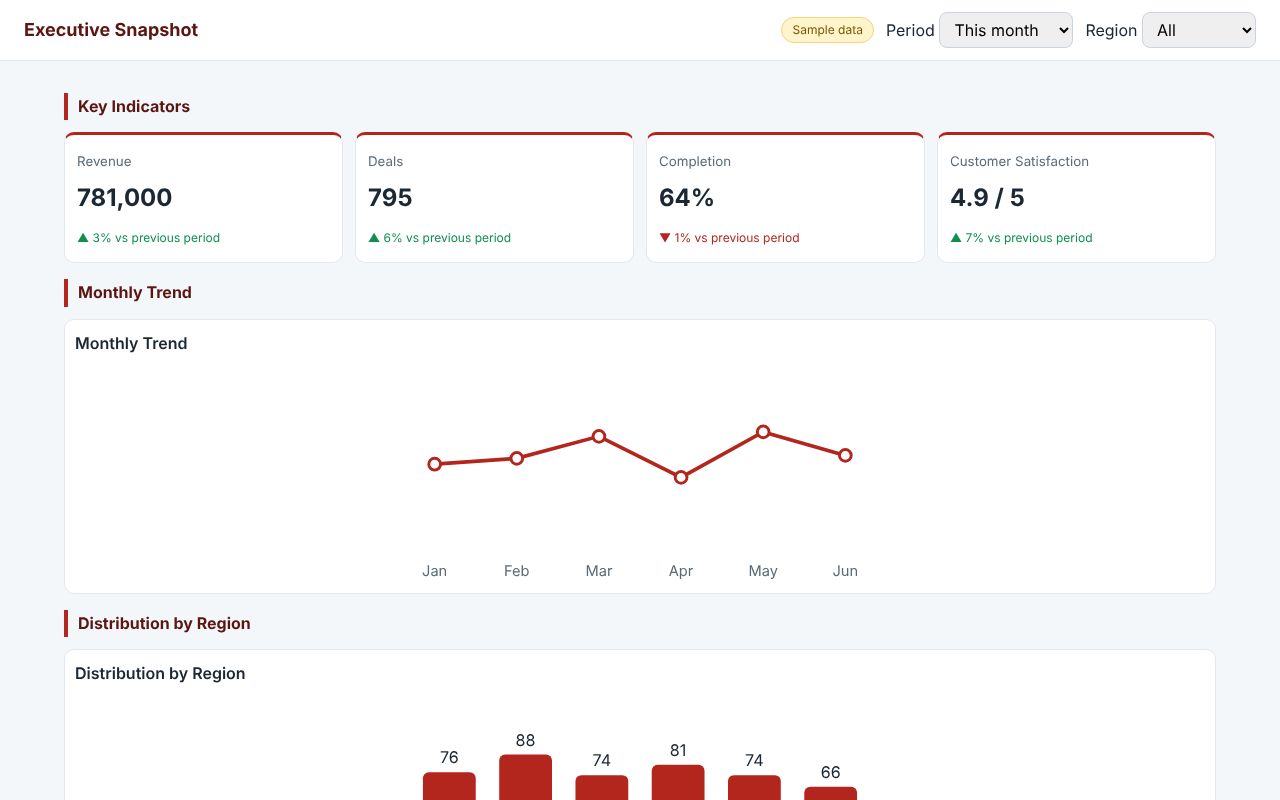 Executive Snapshot
Sample data
Period
This month
Region
All
Key Indicators
Revenue
781,000
▲ 3% vs previous period
Deals
795
▲ 6% vs previous period
Completion
64%
▼ 1% vs previous period
Customer Satisfaction
4.9 / 5
▲ 7% vs previous period
Monthly Trend
Monthly Trend
Jan Feb Mar Apr May Jun
Distribution by Region
Distribution by Region
76 88 74 81 74 66